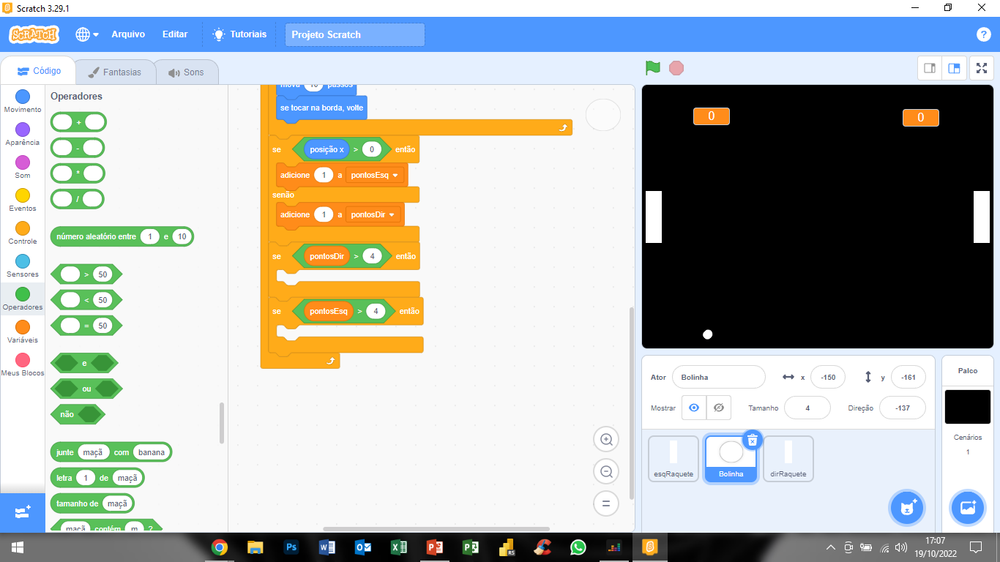 Scratch 3.29.1
SCRATCH
Arquivo
Editar
Tutoriais
Projeto Scratch
?
Código
Fantasias
Sons
Movimento
Aparência
Som
Eventos
Controle
Sensores
Operadores
Variáveis
Meus Blocos
Operadores
+
-
*
/
número aleatório entre 1 e 10
> 50
< 50
= 50
e
ou
não
junte maçã com banana
letra 1 de maçã
tamanho de maçã
maçã contém m ?
mova 10 passos
se tocar na borda, volte
se posição x > 0 então
adicione 1 a pontosEsq
senão
adicione 1 a pontosDir
se pontosDir > 4 então
se pontosEsq > 4 então
0
0
Ator Bolinha x -150 y -161
Mostrar Tamanho 4 Direção -137
esqRaquete
Bolinha
dirRaquete
Palco
Cenários
1
17:07
19/10/2022